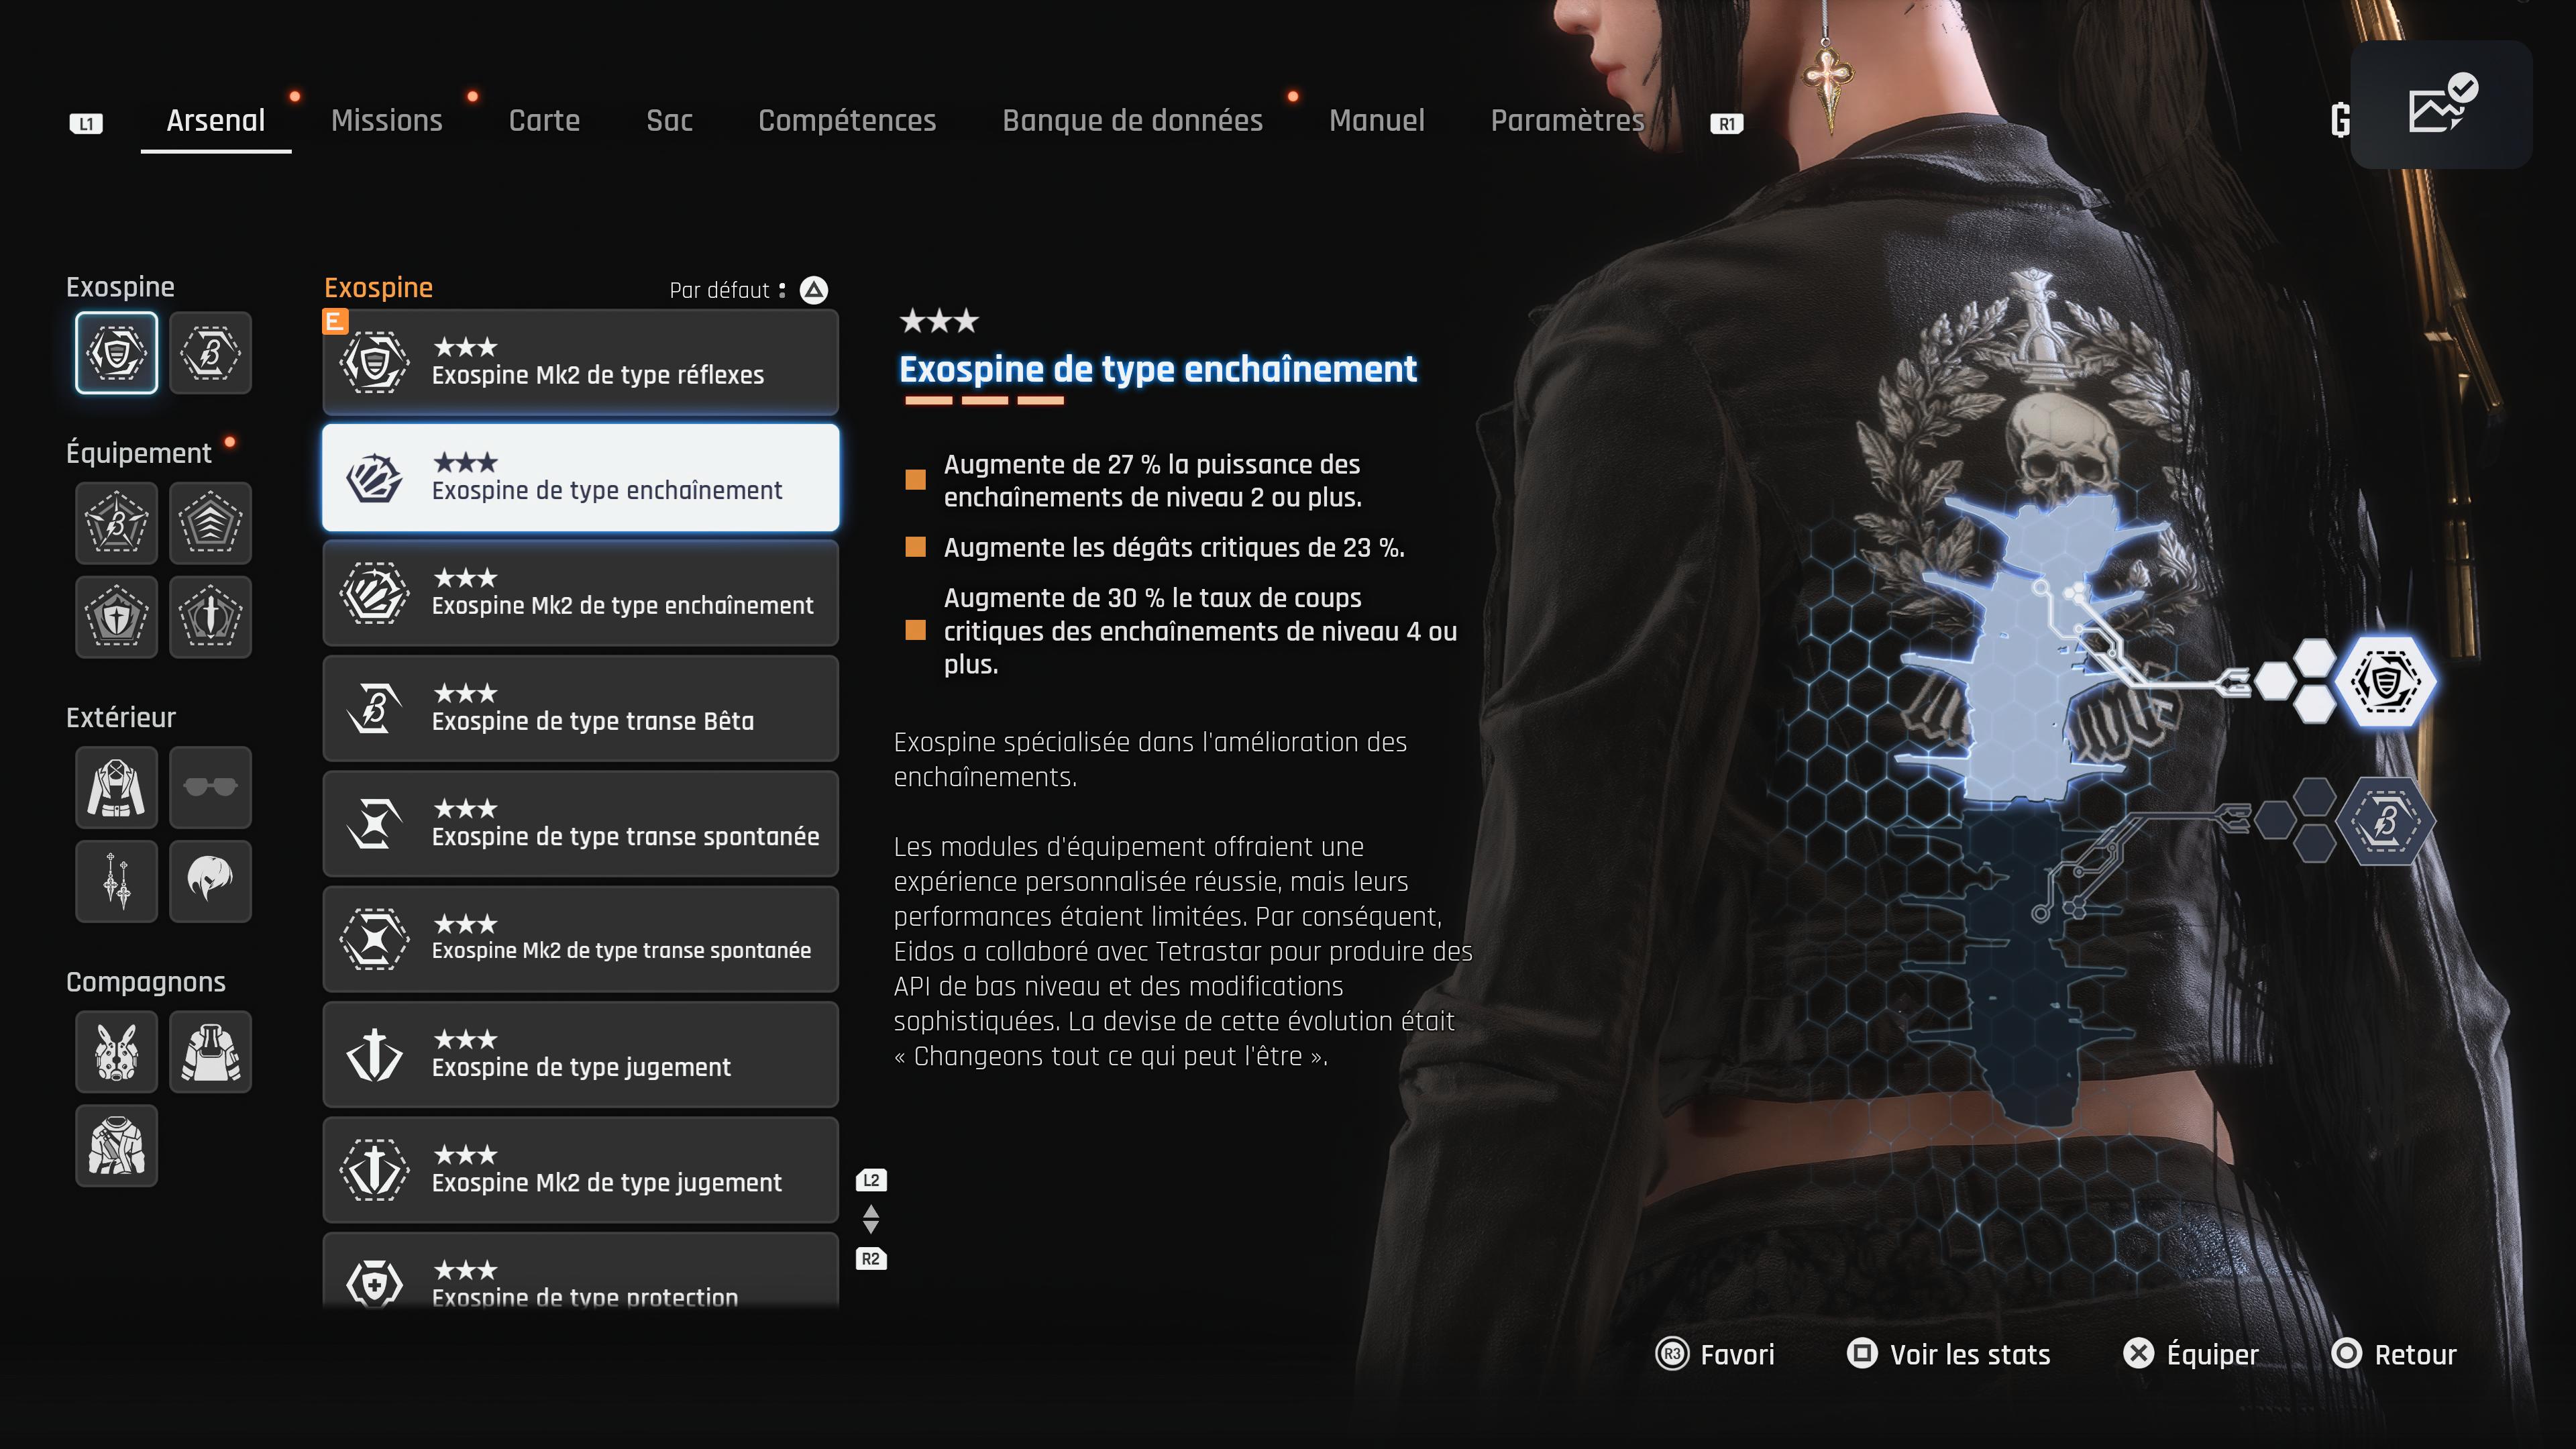 L1
Arsenal
Missions
Carte
Sac
Compétences
Banque de données
Manuel
Paramètres
R1
G
Exospine
Équipement
Extérieur
Compagnons
Exospine
Par défaut :
E
Exospine Mk2 de type réflexes
Exospine de type enchaînement
Exospine Mk2 de type enchaînement
Exospine de type transe Bêta
Exospine de type transe spontanée
Exospine Mk2 de type transe spontanée
Exospine de type jugement
Exospine Mk2 de type jugement
Exospine de type protection
L2
R2
Exospine de type enchaînement
Augmente de 27 % la puissance des
enchaînements de niveau 2 ou plus.
Augmente les dégâts critiques de 23 %.
Augmente de 30 % le taux de coups
critiques des enchaînements de niveau 4 ou
plus.
Exospine spécialisée dans l'amélioration des
enchaînements.
Les modules d'équipement offraient une
expérience personnalisée réussie, mais leurs
performances étaient limitées. Par conséquent,
Eidos a collaboré avec Tetrastar pour produire des
API de bas niveau et des modifications
sophistiquées. La devise de cette évolution était
« Changeons tout ce qui peut l'être ».
R3 Favori
Voir les stats
Équiper
Retour